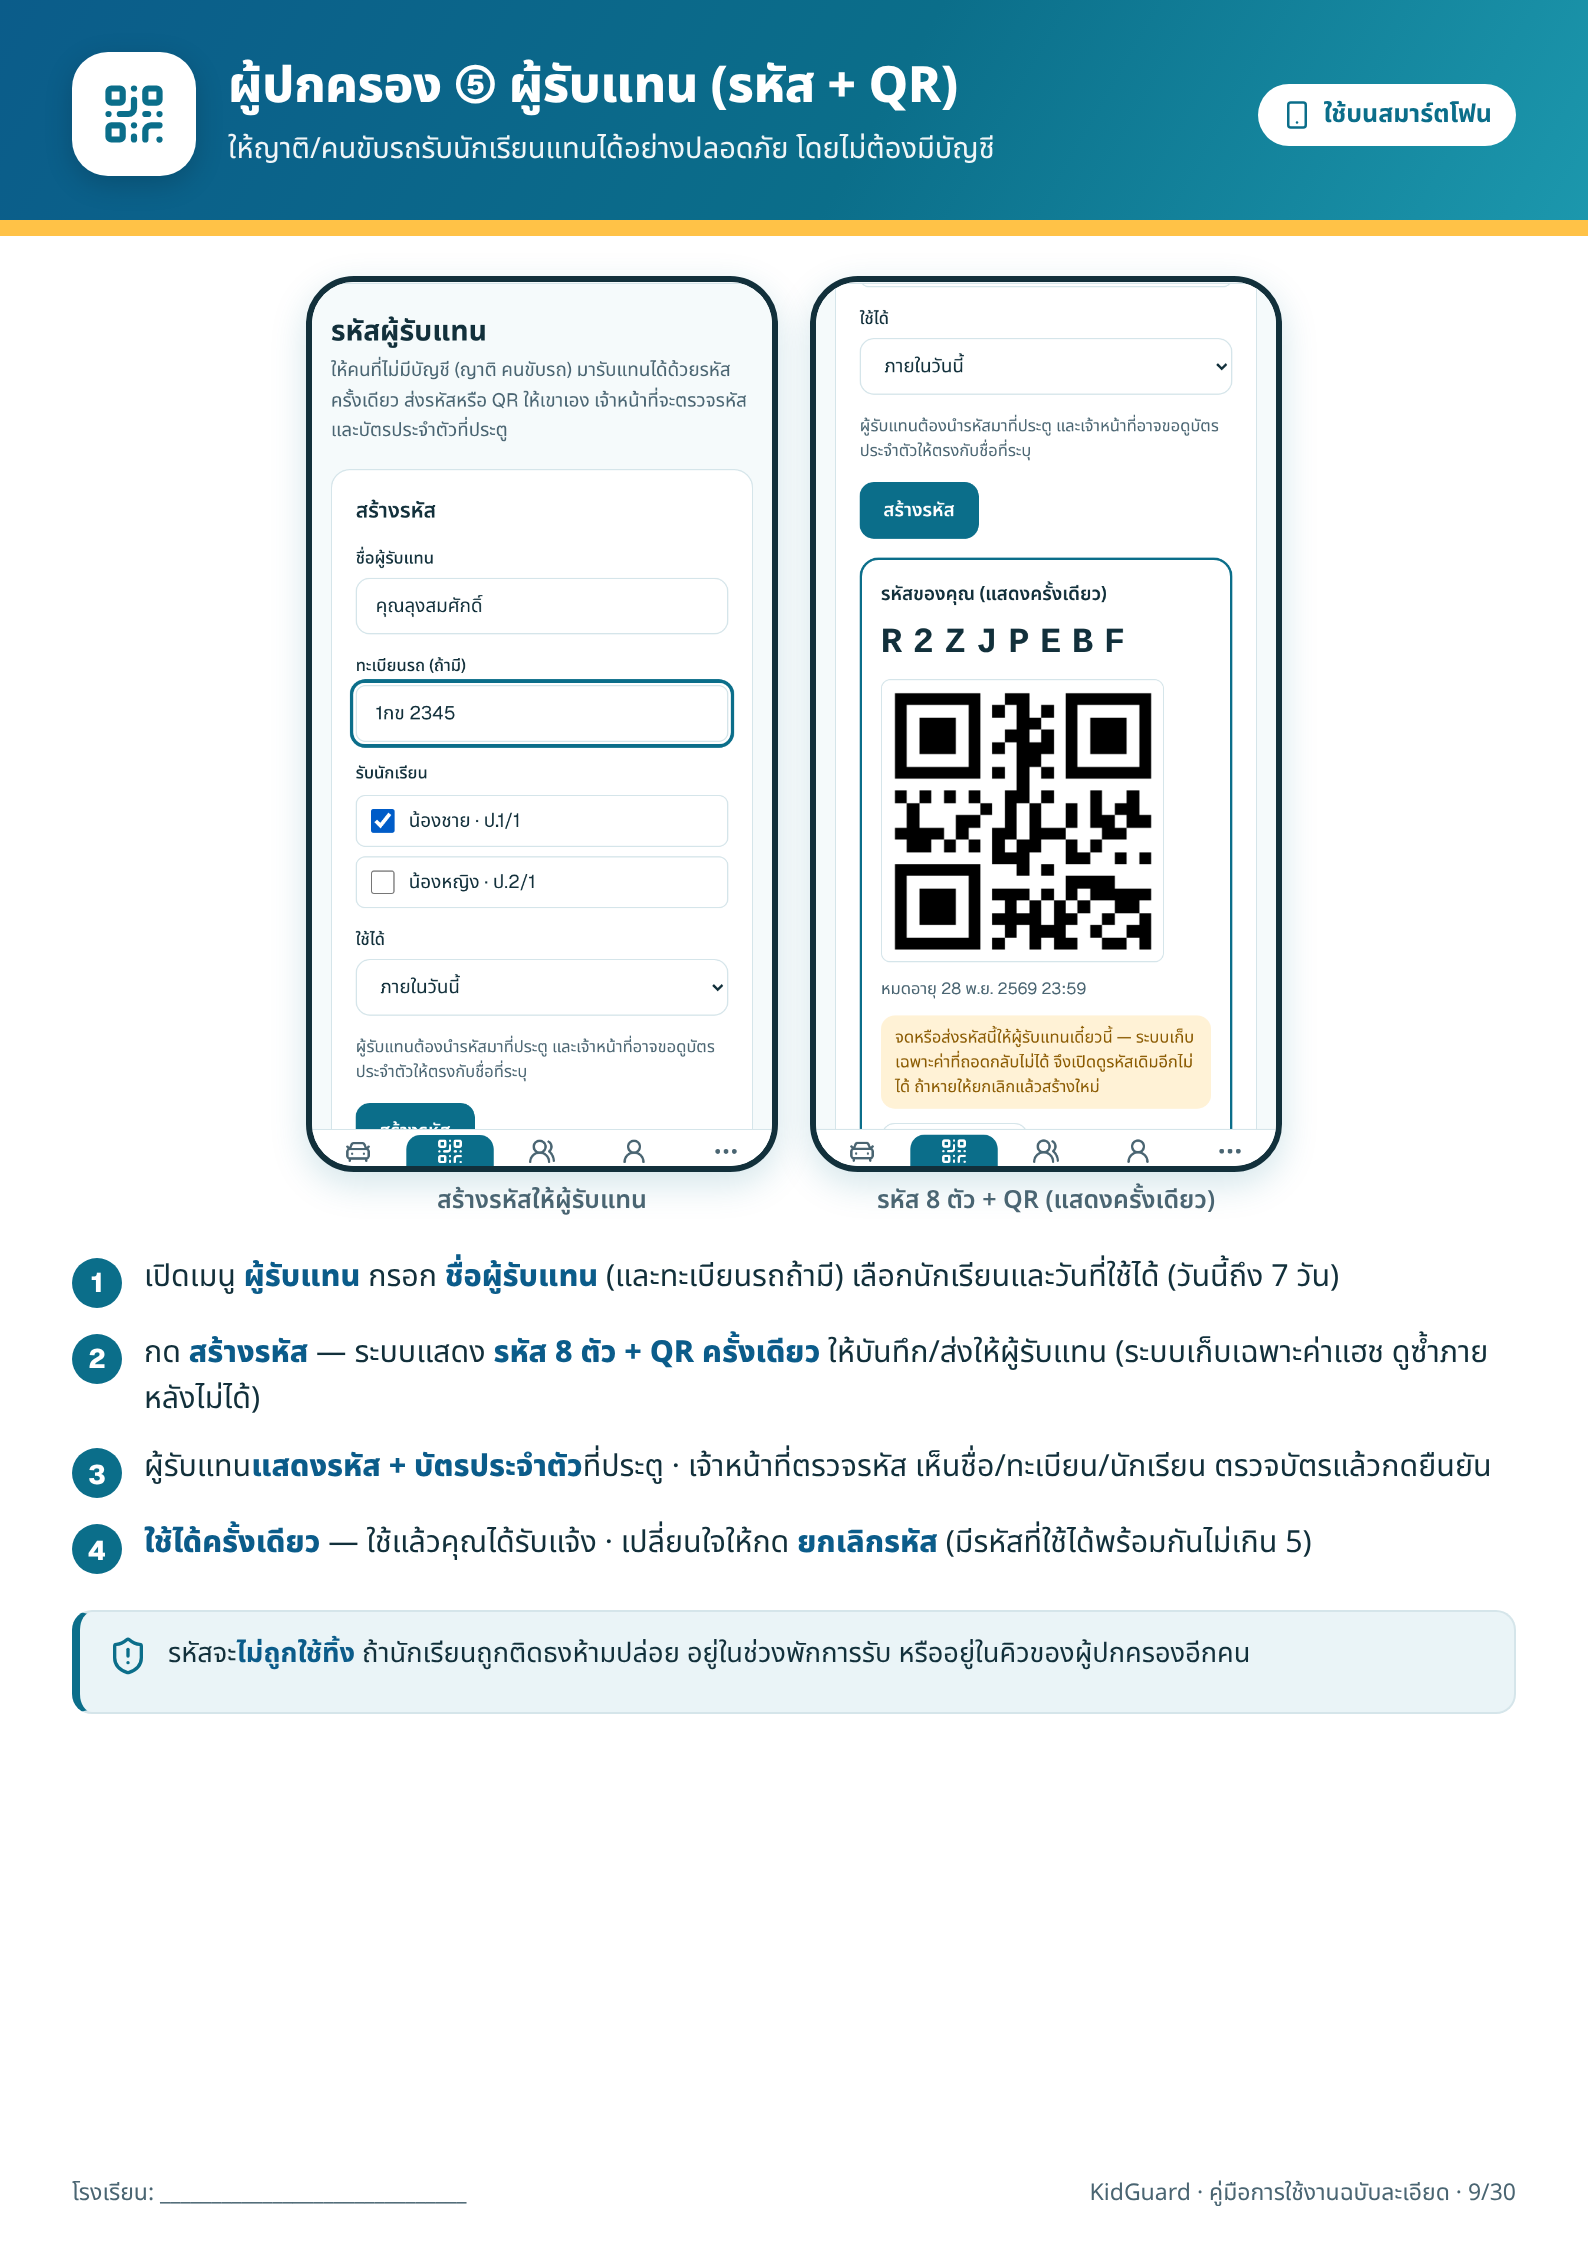 ผู้ปกครอง ⑤ ผู้รับแทน (รหัส + QR)
ให้ญาติ/คนขับรถรับนักเรียนแทนได้อย่างปลอดภัย โดยไม่ต้องมีบัญชี
ใช้บนสมาร์ตโฟน
รหัสผู้รับแทน
ให้คนที่ไม่มีบัญชี (ญาติ คนขับรถ) มารับแทนได้ด้วยรหัส
ครั้งเดียว ส่งรหัสหรือ QR ให้เขาเอง เจ้าหน้าที่จะตรวจรหัส
และบัตรประจำตัวที่ประตู
สร้างรหัส
ชื่อผู้รับแทน
คุณลุงสมศักดิ์
ทะเบียนรถ (ถ้ามี)
1กข 2345
รับนักเรียน
น้องชาย · ป.1/1
น้องหญิง · ป.2/1
ใช้ได้
ภายในวันนี้
ผู้รับแทนต้องนำรหัสมาที่ประตู และเจ้าหน้าที่อาจขอดูบัตร
ประจำตัวให้ตรงกับชื่อที่ระบุ
สร้างรหัส
สร้างรหัสให้ผู้รับแทน
ใช้ได้
ภายในวันนี้
ผู้รับแทนต้องนำรหัสมาที่ประตู และเจ้าหน้าที่อาจขอดูบัตร
ประจำตัวให้ตรงกับชื่อที่ระบุ
สร้างรหัส
รหัสของคุณ (แสดงครั้งเดียว)
R2ZJPEBF
หมดอายุ 28 พ.ย. 2569 23:59
จดหรือส่งรหัสนี้ให้ผู้รับแทนเดี๋ยวนี้ — ระบบเก็บ
เฉพาะค่าที่ถอดกลับไม่ได้ จึงเปิดดูรหัสเดิมอีกไม่
ได้ ถ้าหายให้ยกเลิกแล้วสร้างใหม่
รหัส 8 ตัว + QR (แสดงครั้งเดียว)
1 เปิดเมนู ผู้รับแทน กรอก ชื่อผู้รับแทน (และทะเบียนรถถ้ามี) เลือกนักเรียนและวันที่ใช้ได้ (วันนี้ถึง 7 วัน)
2 กด สร้างรหัส — ระบบแสดง รหัส 8 ตัว + QR ครั้งเดียว ให้บันทึก/ส่งให้ผู้รับแทน (ระบบเก็บเฉพาะค่าแฮช ดูซ้ำภาย
หลังไม่ได้)
3 ผู้รับแทนแสดงรหัส + บัตรประจำตัวที่ประตู · เจ้าหน้าที่ตรวจรหัส เห็นชื่อ/ทะเบียน/นักเรียน ตรวจบัตรแล้วกดยืนยัน
4 ใช้ได้ครั้งเดียว — ใช้แล้วคุณได้รับแจ้ง · เปลี่ยนใจให้กด ยกเลิกรหัส (มีรหัสที่ใช้ได้พร้อมกันไม่เกิน 5)
รหัสจะไม่ถูกใช้ทิ้ง ถ้านักเรียนถูกติดธงห้ามปล่อย อยู่ในช่วงพักการรับ หรืออยู่ในคิวของผู้ปกครองอีกคน
โรงเรียน: ____________________
KidGuard · คู่มือการใช้งานฉบับละเอียด · 9/30